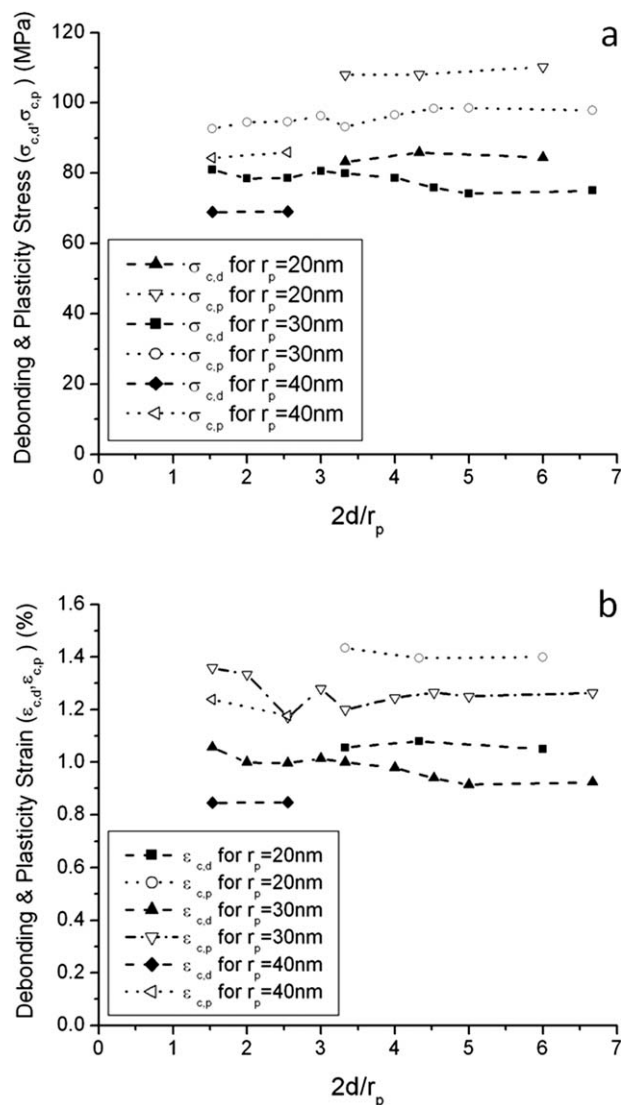 a
Debonding & Plasticity Stress (σc,d,σc,p) (MPa)
120
100
80
60
40
20
0
σc,d for rp=20nm
σc,p for rp=20nm
σc,d for rp=30nm
σc,p for rp=30nm
σc,d for rp=40nm
σc,p for rp=40nm
0 1 2 3 4 5 6 7
2d/rp
b
Debonding & Plasticity Strain (εc,d,εc,p) (%)
1.6
1.4
1.2
1.0
0.8
0.6
0.4
0.2
0.0
εc,d for rp=20nm
εc,p for rp=20nm
εc,d for rp=30nm
εc,p for rp=30nm
εc,d for rp=40nm
εc,p for rp=40nm
0 1 2 3 4 5 6 7
2d/rp